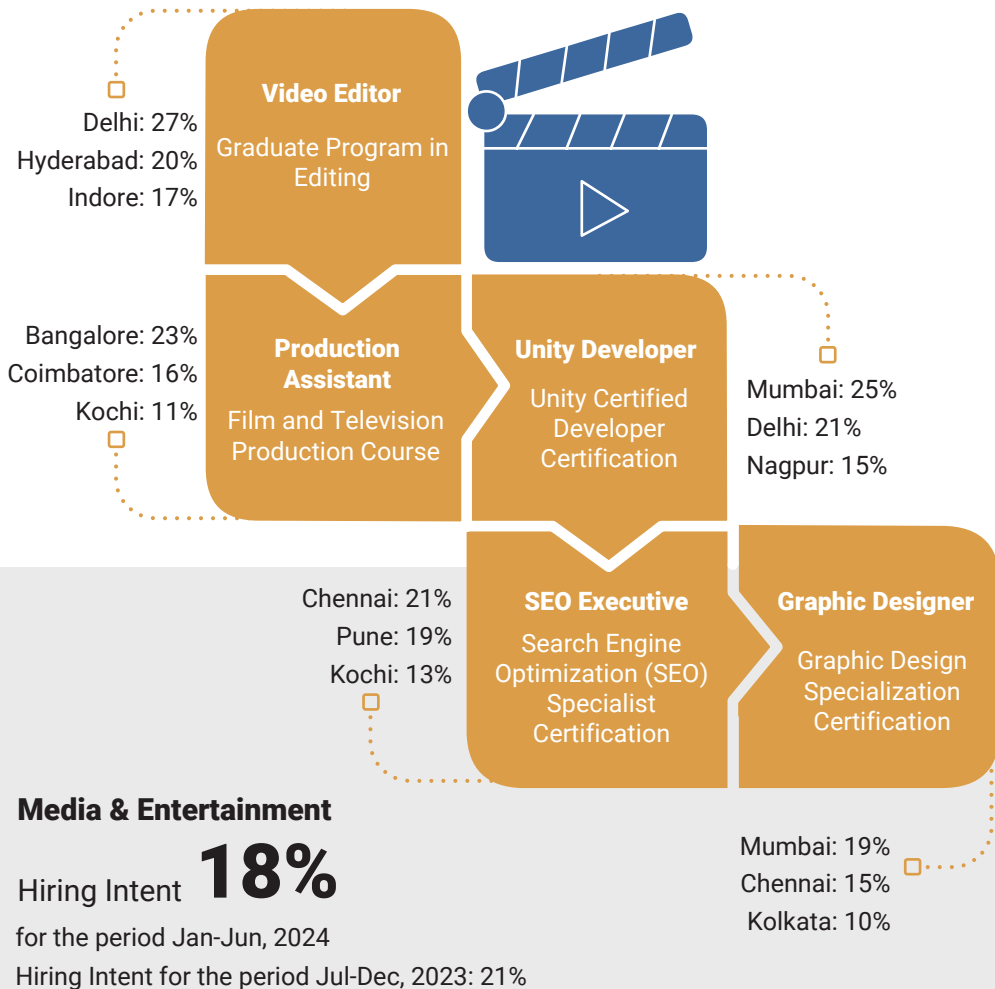 Video Editor
Graduate Program in
Editing
Delhi: 27%
Hyderabad: 20%
Indore: 17%
Production
Assistant
Film and Television
Production Course
Bangalore: 23%
Coimbatore: 16%
Kochi: 11%
Unity Developer
Unity Certified
Developer
Certification
Mumbai: 25%
Delhi: 21%
Nagpur: 15%
SEO Executive
Search Engine
Optimization (SEO)
Specialist
Certification
Chennai: 21%
Pune: 19%
Kochi: 13%
Graphic Designer
Graphic Design
Specialization
Certification
Mumbai: 19%
Chennai: 15%
Kolkata: 10%
Media & Entertainment
Hiring Intent 18%
for the period Jan-Jun, 2024
Hiring Intent for the period Jul-Dec, 2023: 21%